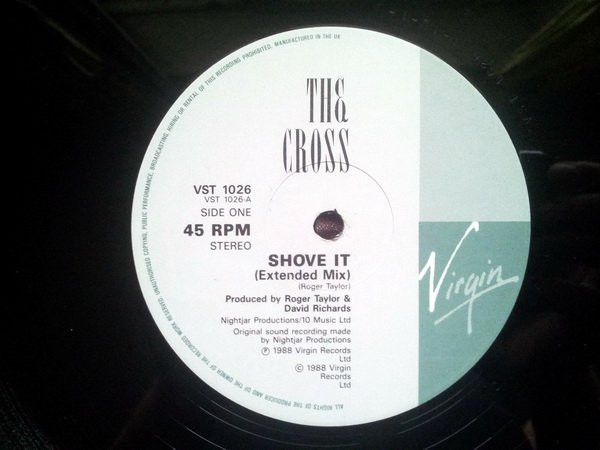 THE
CROSS
VST 1026
VST 1026-A
SIDE ONE
45 RPM
STEREO
SHOVE IT
(Extended Mix)
(Roger Taylor)
Produced by Roger Taylor &
David Richards
Nightjar Productions/10 Music Ltd
Original sound recording made
by Nightjar Productions
Ⓟ 1988 Virgin Records
Ltd
© 1988 Virgin
Records
Ltd
Virgin
ALL RIGHTS OF THE PRODUCER AND OF THE OWNER OF THE RECORDED WORK RESERVED. UNAUTHORISED COPYING, PUBLIC PERFORMANCE, BROADCASTING, HIRING OR RENTAL OF THIS RECORDING PROHIBITED. MANUFACTURED IN THE UK